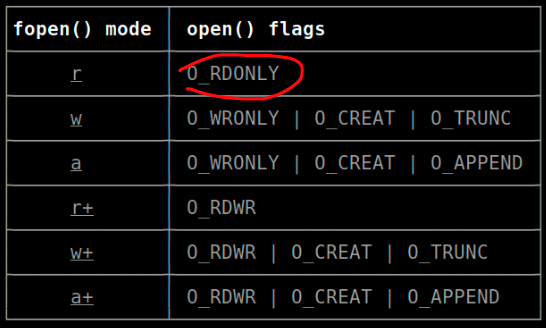 fopen() mode open() flags
r O_RDONLY
w O_WRONLY | O_CREAT | O_TRUNC
a O_WRONLY | O_CREAT | O_APPEND
r+ O_RDWR
w+ O_RDWR | O_CREAT | O_TRUNC
a+ O_RDWR | O_CREAT | O_APPEND